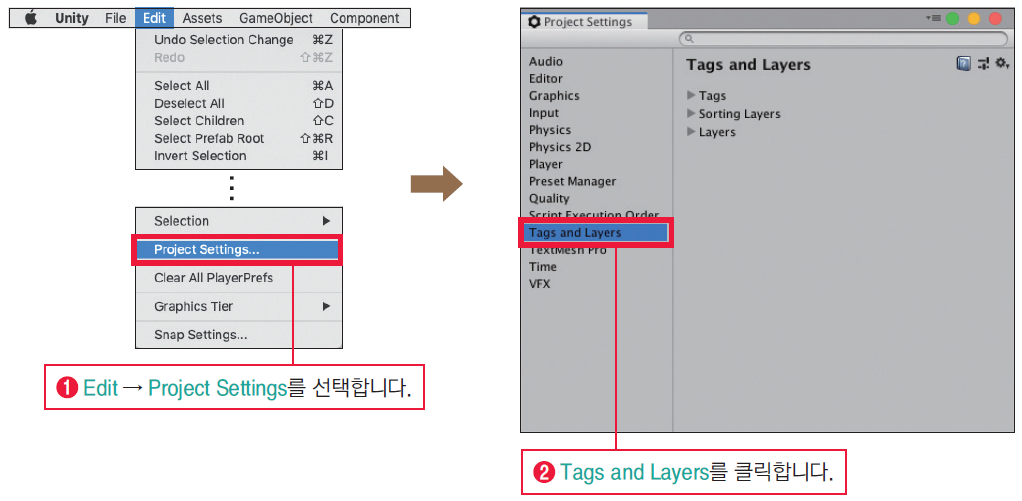 Unity File Edit Assets GameObject Component
Undo Selection Change ⌘Z
Redo ⇧⌘Z
Select All ⌘A
Deselect All ⇧D
Select Children ⇧C
Select Prefab Root ⇧⌘R
Invert Selection ⌘I
Selection ▶
Project Settings...
Clear All PlayerPrefs
Graphics Tier ▶
Snap Settings...
❶ Edit → Project Settings를 선택합니다.
Project Settings
Audio
Editor
Graphics
Input
Physics
Physics 2D
Player
Preset Manager
Quality
Script Execution Order
Tags and Layers
TextMesh Pro
Time
VFX
Tags and Layers
▶ Tags
▶ Sorting Layers
▶ Layers
❷ Tags and Layers를 클릭합니다.